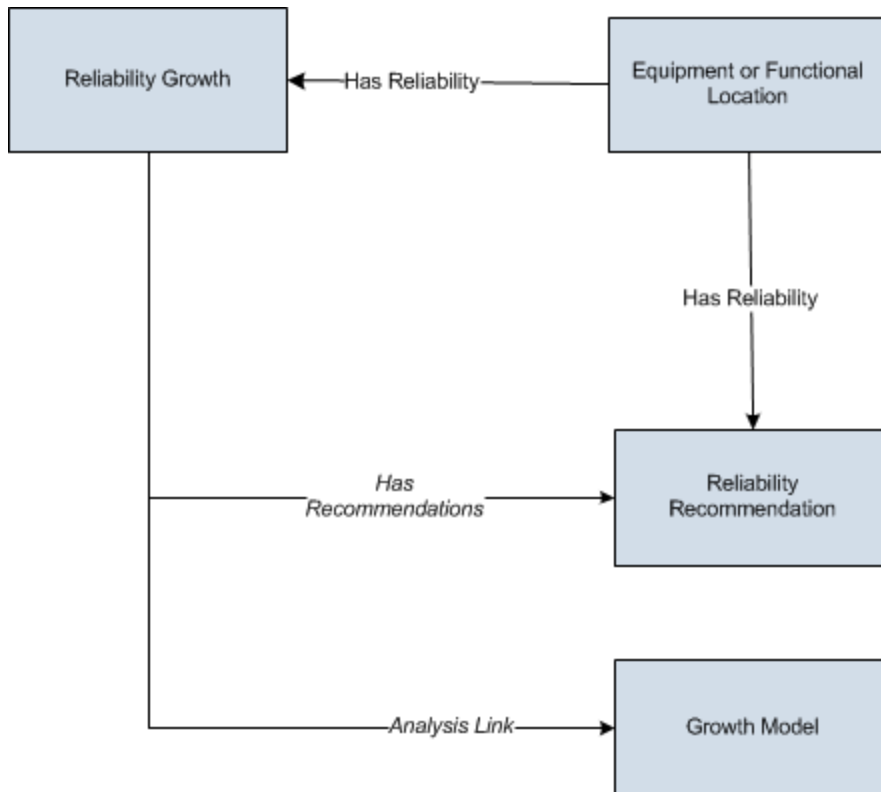 Reliability Growth
Has Reliability
Equipment or Functional
Location
Has Reliability
Has
Recommendations
Reliability
Recommendation
Analysis Link
Growth Model